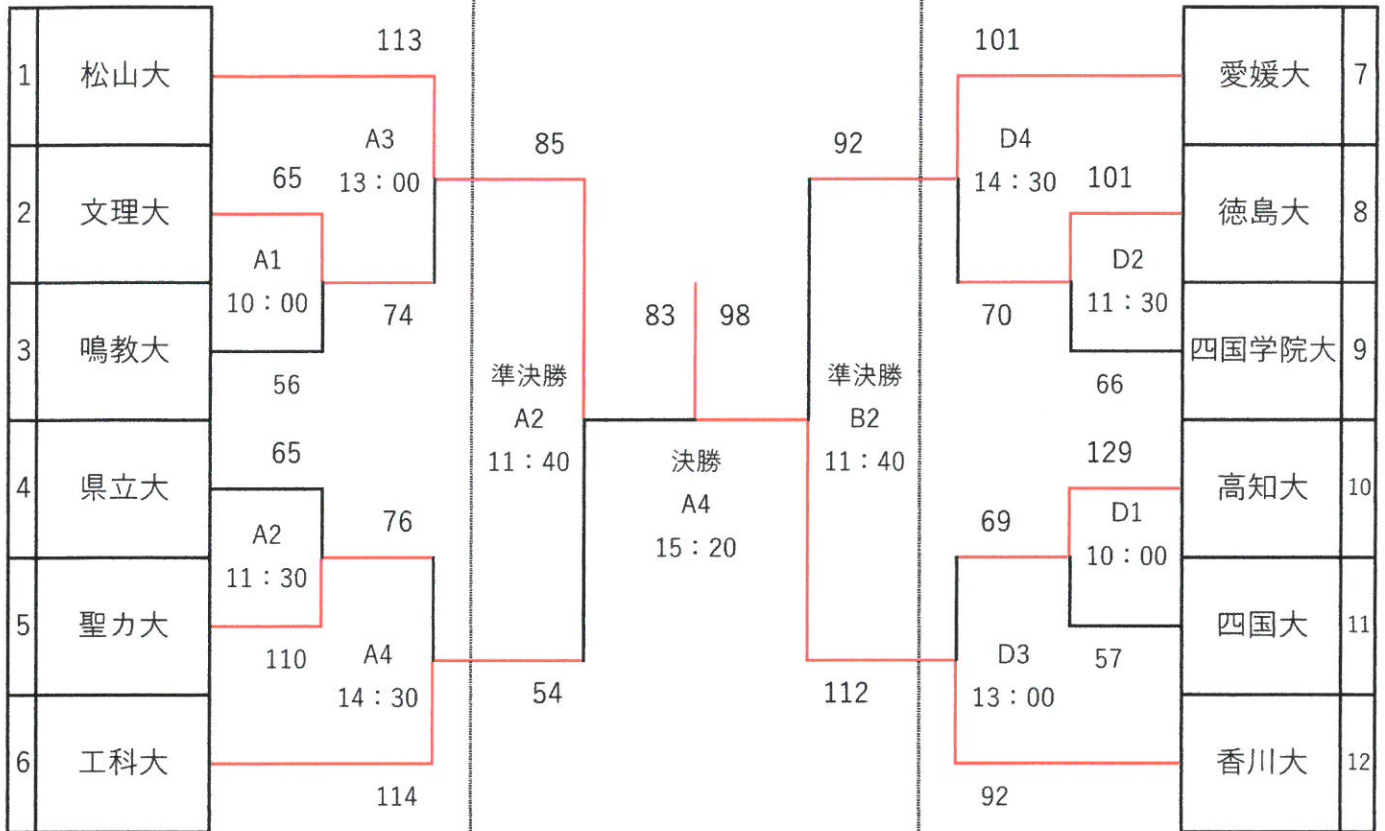 113
101
1 松山大
愛媛大 7
A3
13：00
85
92
D4
14：30
65
101
2 文理大
徳島大 8
A1
10：00
D2
11：30
74
83 98
70
3 鳴教大
四国学院大 9
56
66
準決勝
A2
11：40
準決勝
B2
11：40
65
129
決勝
A4
15：20
4 県立大
高知大 10
A2
11：30
76
69
D1
10：00
5 聖カ大
四国大 11
110
57
A4
14：30
54
112
D3
13：00
6 工科大
香川大 12
114
92